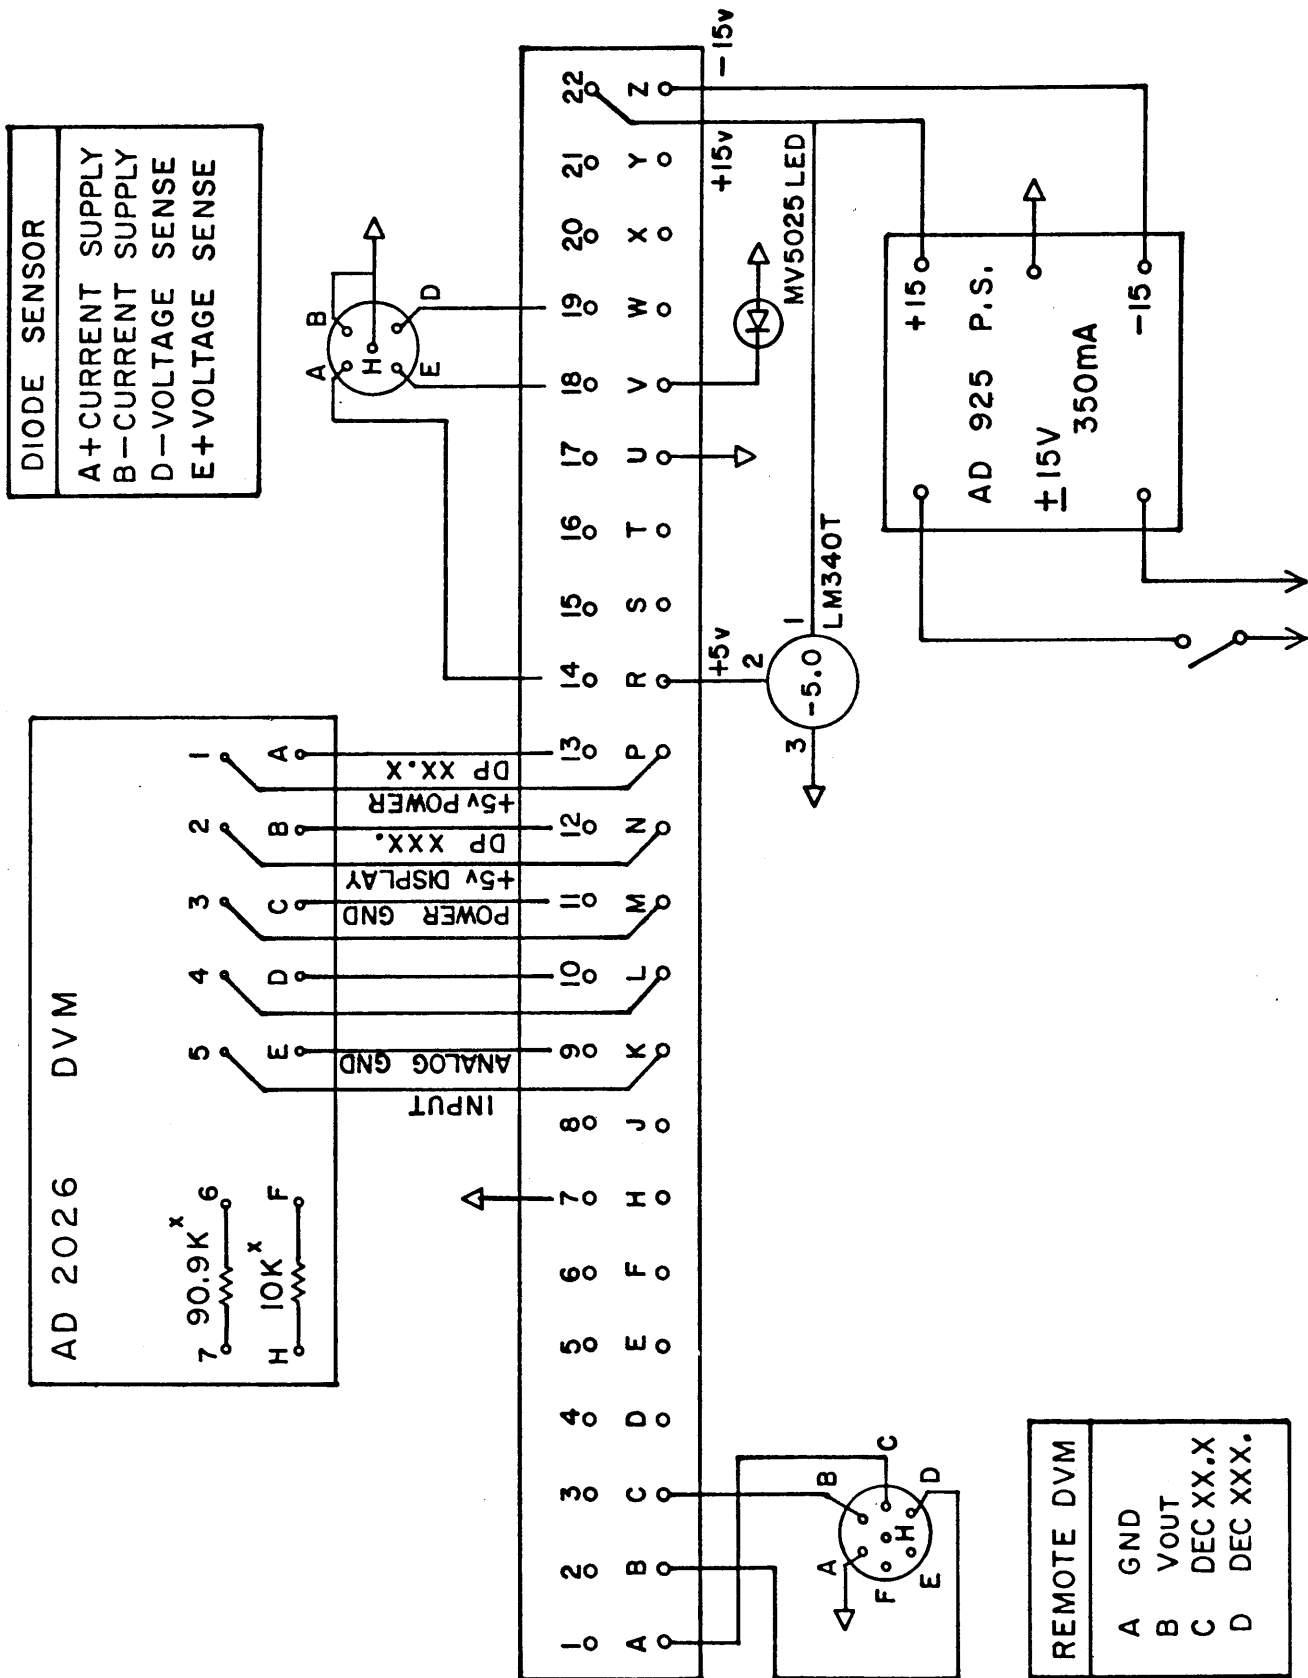 DIODE SENSOR
A+CURRENT SUPPLY
B-CURRENT SUPPLY
D-VOLTAGE SENSE
E+VOLTAGE SENSE
AD 2026 DVM
7 90.9K x 6
H 10K x F
5 4 3 2 1
E D C B A
INPUT
ANALOG GND
POWER GND
+5v DISPLAY
DP XXX.
+5v POWER
DP XX.X
A B
H
E D
1 2 3 4 5 6 7 8 9 10 11 12 13 14 15 16 17 18 19 20 21 22
A B C D E F H J K L M N P R S T U V W X Y Z
+5v
+15v
-15v
MV5025 LED
2
3 -5.0 1
LM340T
A B
F H C
E D
+15
AD 925 P.S.
±15V
350mA
-15
REMOTE DVM
A GND
B VOUT
C DEC XX.X
D DEC XXX.